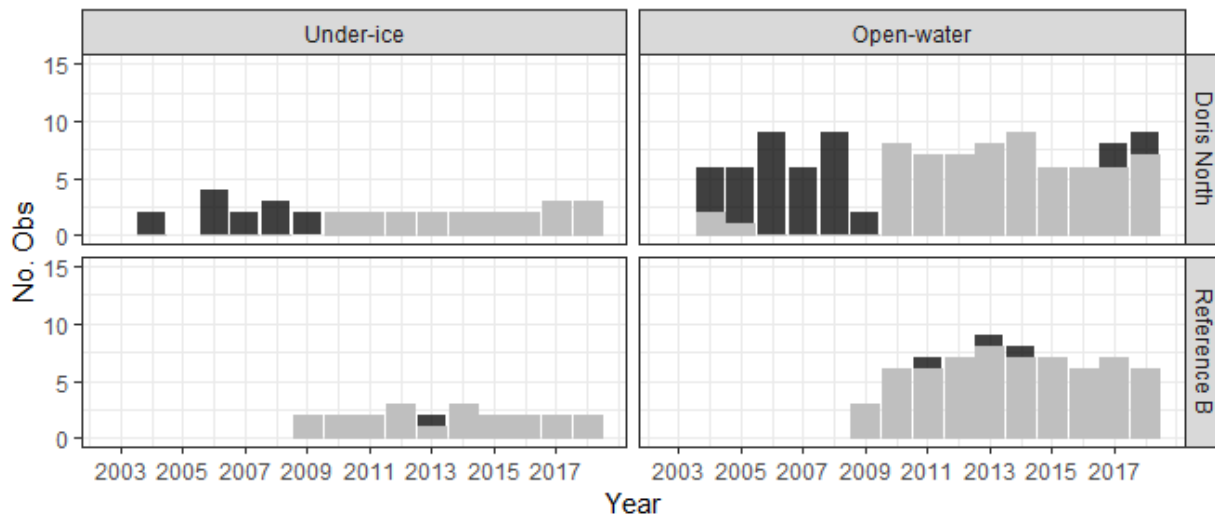 Under-ice Open-water
15
10
5
0
Doris North
No. Obs
15
10
5
0
Reference B
2003 2005 2007 2009 2011 2013 2015 2017 2003 2005 2007 2009 2011 2013 2015 2017
Year